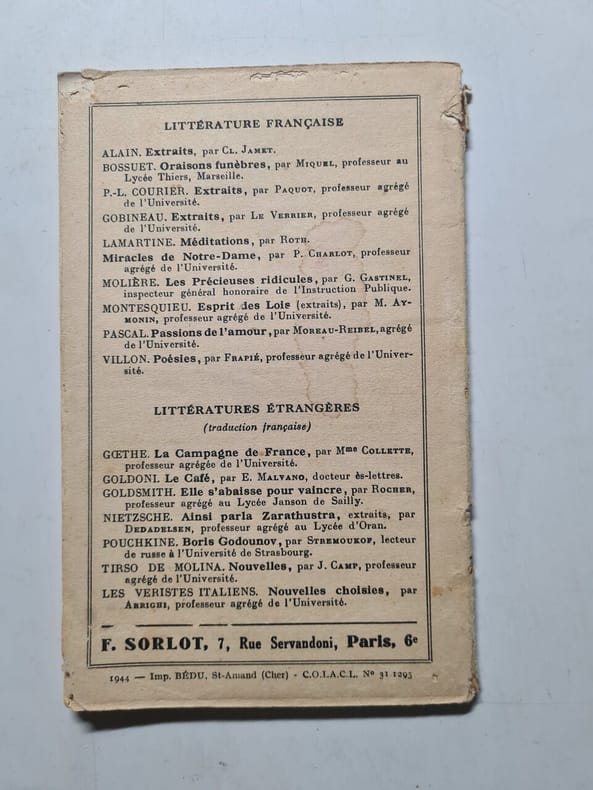 LITTÉRATURE FRANÇAISE
ALAIN. Extraits, par CL. JAMET.
BOSSUET. Oraisons funèbres, par MIQUEL, professeur au
Lycée Thiers, Marseille.
P.-L. COURIER. Extraits, par PAQUOT, professeur agrégé
de l'Université.
GOBINEAU. Extraits, par LE VERRIER, professeur agrégé
de l'Université.
LAMARTINE. Méditations, par ROTH.
Miracles de Notre-Dame, par P. CHARLOT, professeur
agrégé de l'Université.
MOLIÈRE. Les Précieuses ridicules, par G. GASTINEL,
inspecteur général honoraire de l'Instruction Publique.
MONTESQUIEU. Esprit des Lois (extraits), par M. AY-
MONIN, professeur agrégé de l'Université.
PASCAL. Passions de l'amour, par MOREAU-REIBEL, agrégé
de l'Université.
VILLON. Poésies, par FRAPIÉ, professeur agrégé de l'Univer-
sité.
LITTÉRATURES ÉTRANGÈRES
(traduction française)
GŒTHE. La Campagne de France, par Mme COLLETTE,
professeur agrégée de l'Université.
GOLDONI. Le Café, par E. MALVANO, docteur ès-lettres.
GOLDSMITH. Elle s'abaisse pour vaincre, par ROCHER,
professeur agrégé au Lycée Janson de Sailly.
NIETZSCHE. Ainsi parla Zarathustra, extraits, par
DEDADELSEN, professeur agrégé au Lycée d'Oran.
POUCHKINE. Boris Godounov, par STREMOUKOF, lecteur
de russe à l'Université de Strasbourg.
TIRSO DE MOLINA. Nouvelles, par J. CAMP, professeur
agrégé de l'Université.
LES VERISTES ITALIENS. Nouvelles choisies, par
ARRIGHI, professeur agrégé de l'Université.
F. SORLOT, 7, Rue Servandoni, Paris, 6e
1944 — Imp. BÉDU, St-Amand (Cher) - C.O.I.A.C.L. N° 31 1295